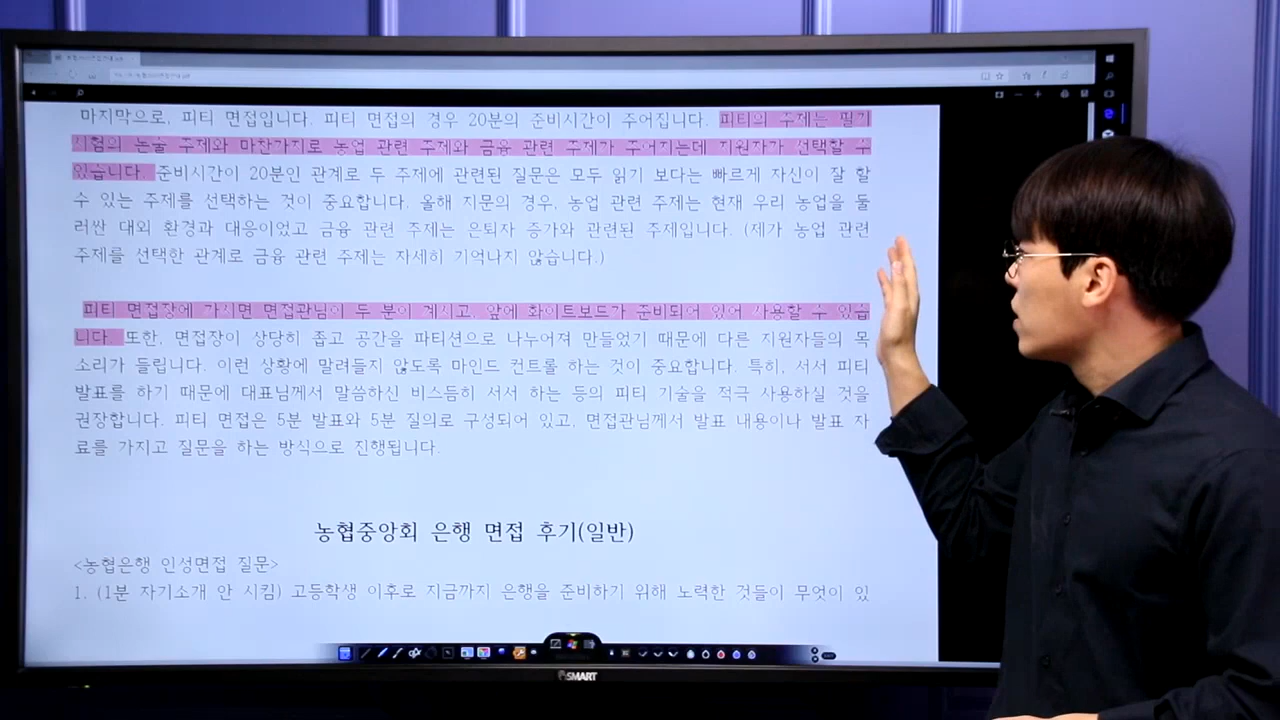 마지막으로, 피티 면접입니다. 피티 면접의 경우 20분의 준비시간이 주어집니다. 피티의 주제는 필기
시험의 논술 주제와 마찬가지로 농업 관련 주제와 금융 관련 주제가 주어지는데 지원자가 선택할 수
있습니다. 준비시간이 20분인 관계로 두 주제에 관련된 질문은 모두 읽기 보다는 빠르게 자신이 잘 할
수 있는 주제를 선택하는 것이 중요합니다. 올해 지문의 경우, 농업 관련 주제는 현재 우리 농업을 둘
러싼 대외 환경과 대응이었고 금융 관련 주제는 은퇴자 증가와 관련된 주제입니다. (제가 농업 관련
주제를 선택한 관계로 금융 관련 주제는 자세히 기억나지 않습니다.)
피티 면접장에 가시면 면접관님이 두 분이 계시고, 앞에 화이트보드가 준비되어 있어 사용할 수 있습
니다. 또한, 면접장이 상당히 좁고 공간을 파티션으로 나누어져 만들었기 때문에 다른 지원자들의 목
소리가 들립니다. 이런 상황에 말려들지 않도록 마인드 컨트롤 하는 것이 중요합니다. 특히, 서서 피티
발표를 하기 때문에 대표님께서 말씀하신 비스듬히 서서 하는 등의 피티 기술을 적극 사용하실 것을
권장합니다. 피티 면접은 5분 발표와 5분 질의로 구성되어 있고, 면접관님께서 발표 내용이나 발표 자
료를 가지고 질문을 하는 방식으로 진행됩니다.
농협중앙회 은행 면접 후기(일반)
<농협은행 인성면접 질문>
1. (1분 자기소개 안 시킴) 고등학생 이후로 지금까지 은행을 준비하기 위해 노력한 것들이 무엇이 있
SMART